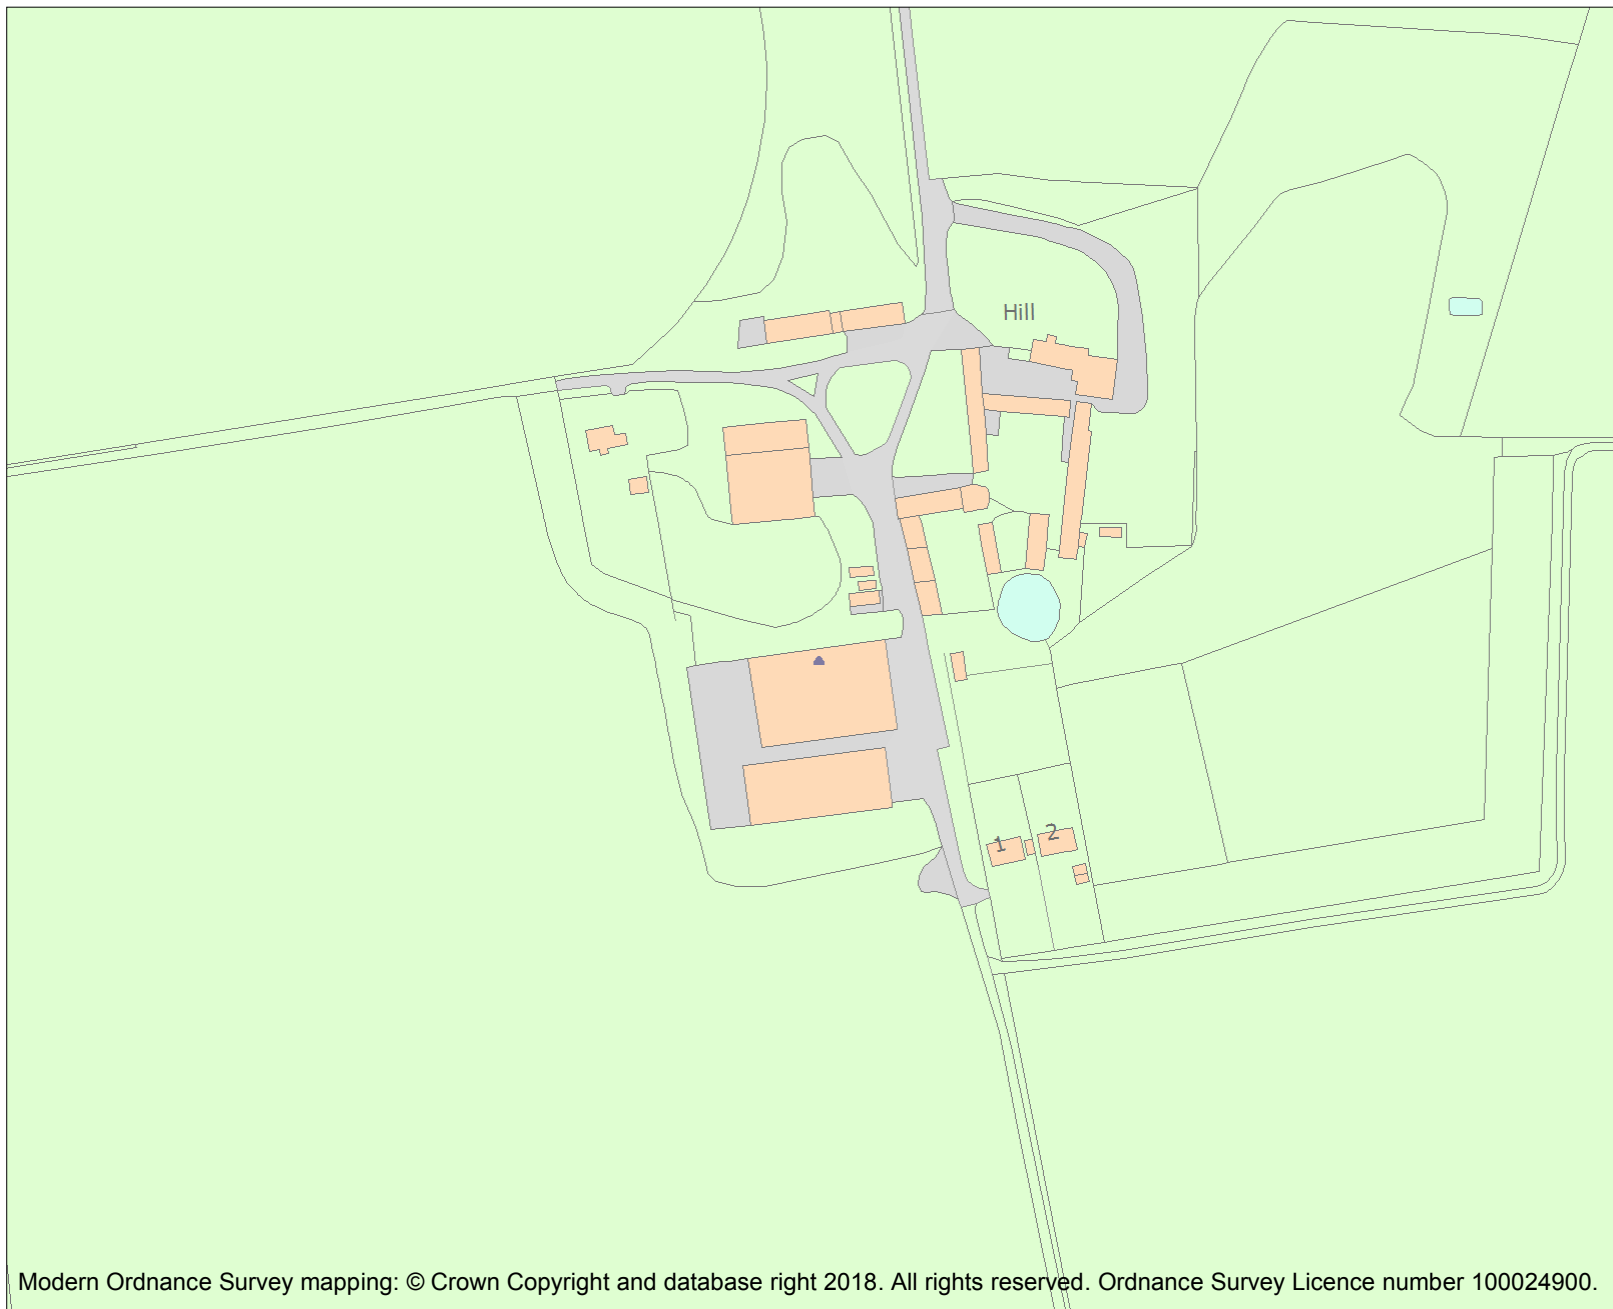 Hill
1
2
Modern Ordnance Survey mapping: © Crown Copyright and database right 2018. All rights reserved. Ordnance Survey Licence number 100024900.